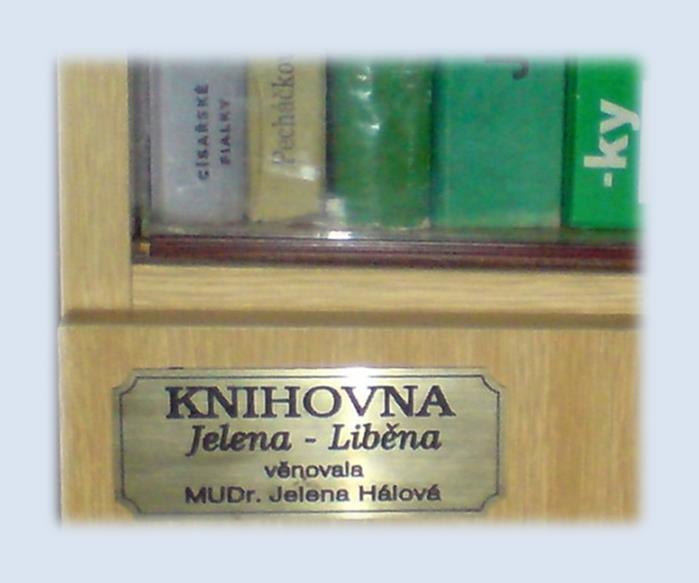 CÍSAŘSKÉ
FIALKY
Pecháčko
J
-ky
KNIHOVNA
Jelena - Liběna
věnovala
MUDr. Jelena Hálová